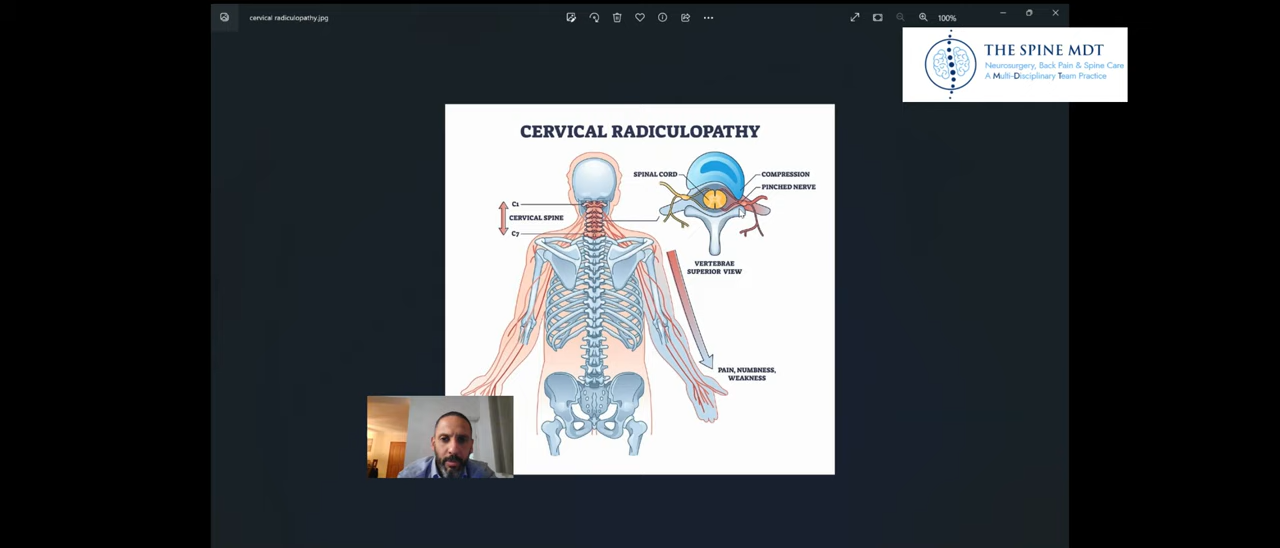 cervical radiculopathy.jpg
100%
THE SPINE MDT
Neurosurgery, Back Pain & Spine Care
A Multi-Disciplinary Team Practice
CERVICAL RADICULOPATHY
SPINAL CORD
COMPRESSION
PINCHED NERVE
C1
CERVICAL SPINE
C7
VERTEBRAE
SUPERIOR VIEW
PAIN, NUMBNESS,
WEAKNESS